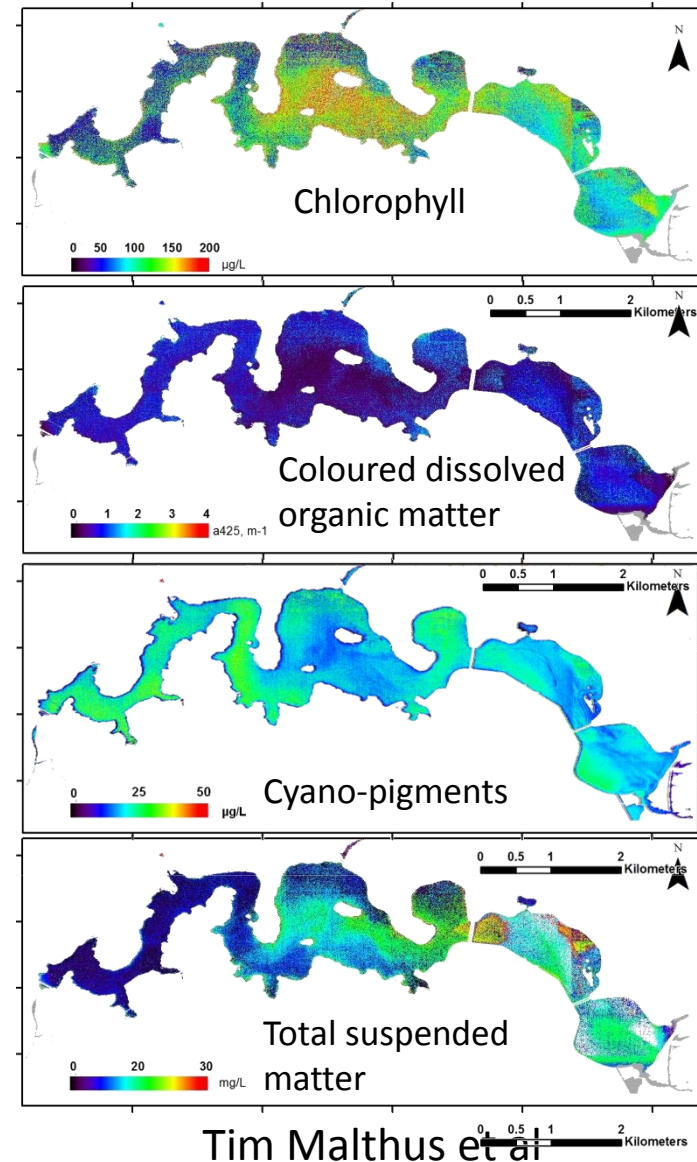 N
Chlorophyll
0 50 100 150 200
µg/L
N
0 0.5 1 2
Kilometers
Coloured dissolved
organic matter
0 1 2 3 4
a425, m-1
N
0 0.5 1 2
Kilometers
Cyano-pigments
0 25 50
µg/L
N
0 0.5 1 2
Kilometers
Total suspended
matter
0 20 30
mg/L
Tim Malthus et al
0 0.5 1 2
Kilometers